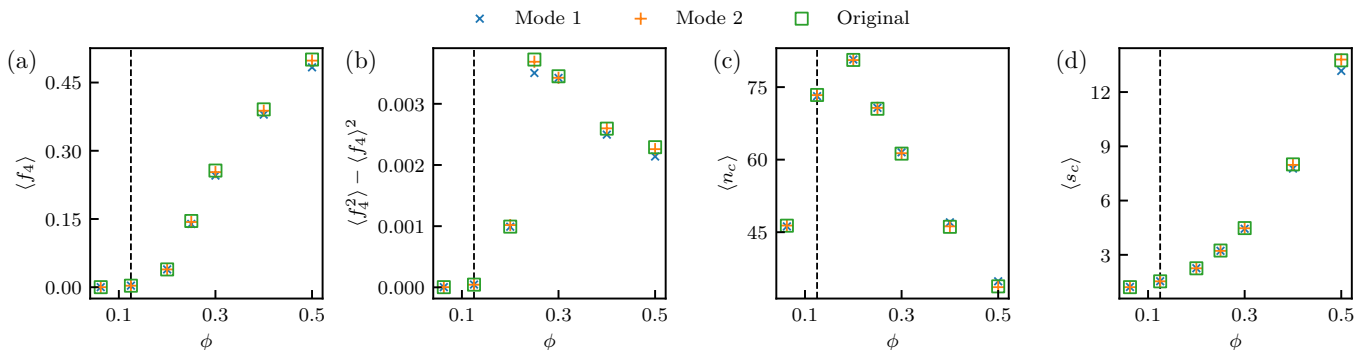 Mode 1 Mode 2 Original
(a)
0.45
0.30
0.15
0.00
⟨f₄⟩
0.1 0.3 0.5
ϕ
(b)
0.003
0.002
0.001
0.000
⟨f₄²⟩ − ⟨f₄⟩²
0.1 0.3 0.5
ϕ
(c)
75
60
45
⟨n_c⟩
0.1 0.3 0.5
ϕ
(d)
12
9
6
3
⟨s_c⟩
0.1 0.3 0.5
ϕ